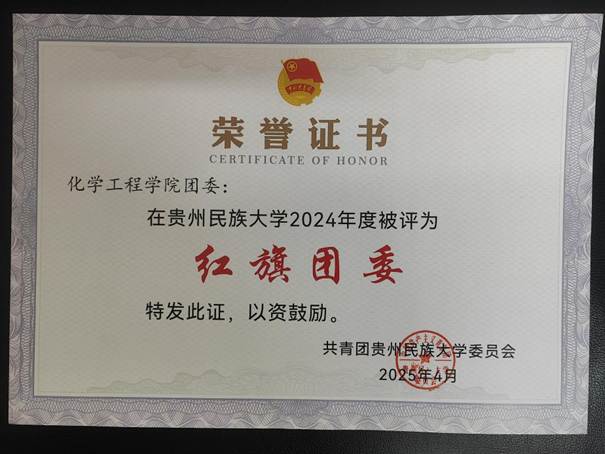 荣誉证书
CERTIFICATE OF HONOR
化学工程学院团委：
在贵州民族大学2024年度被评为
红旗团委
特发此证，以资鼓励。
共青团贵州民族大学委员会
2025年4月